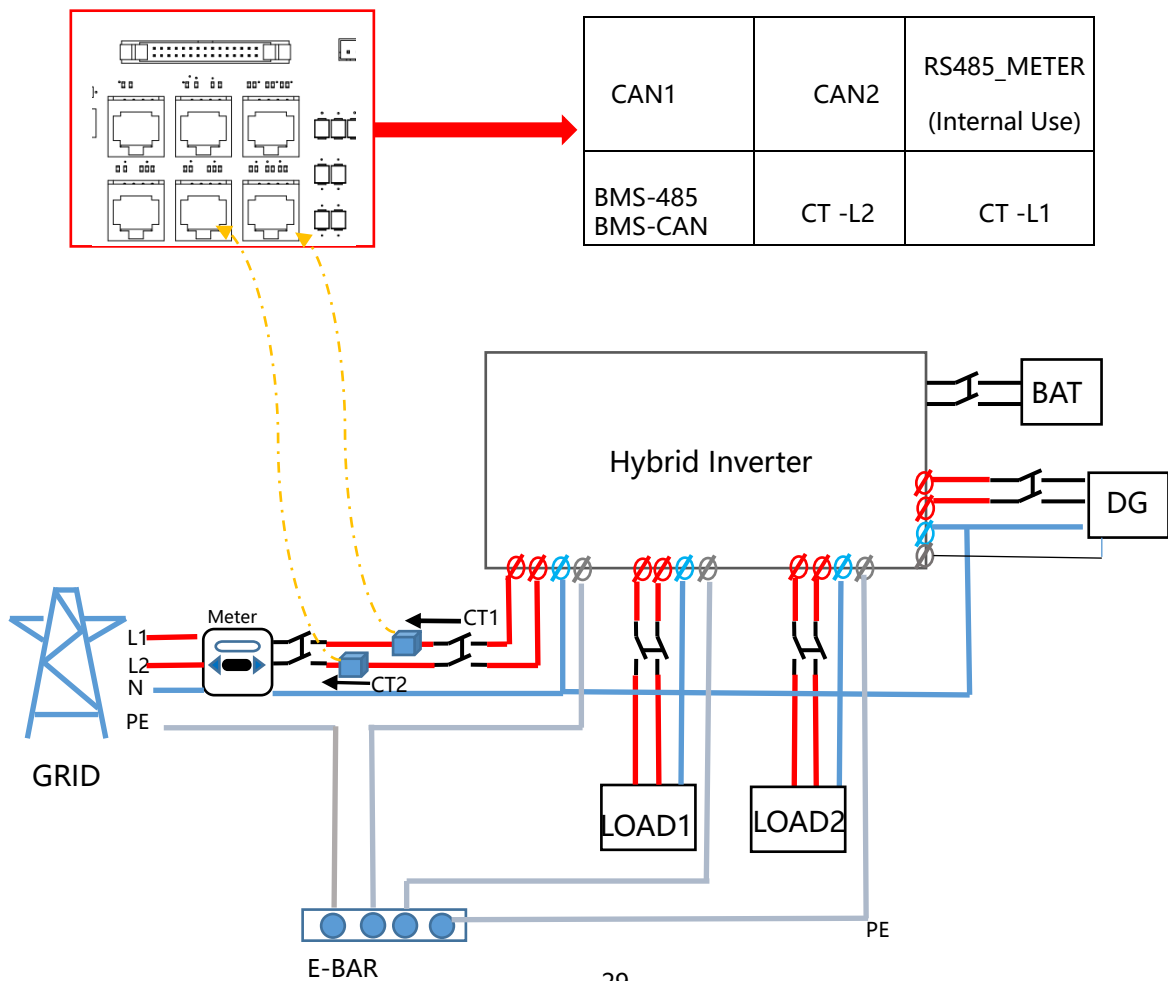 CAN1
CAN2
RS485_METER
(Internal Use)
BMS-485
BMS-CAN
CT -L2
CT -L1
Hybrid Inverter
BAT
DG
Meter
CT1
L1
L2
CT2
N
PE
GRID
LOAD1
LOAD2
PE
E-BAR
29